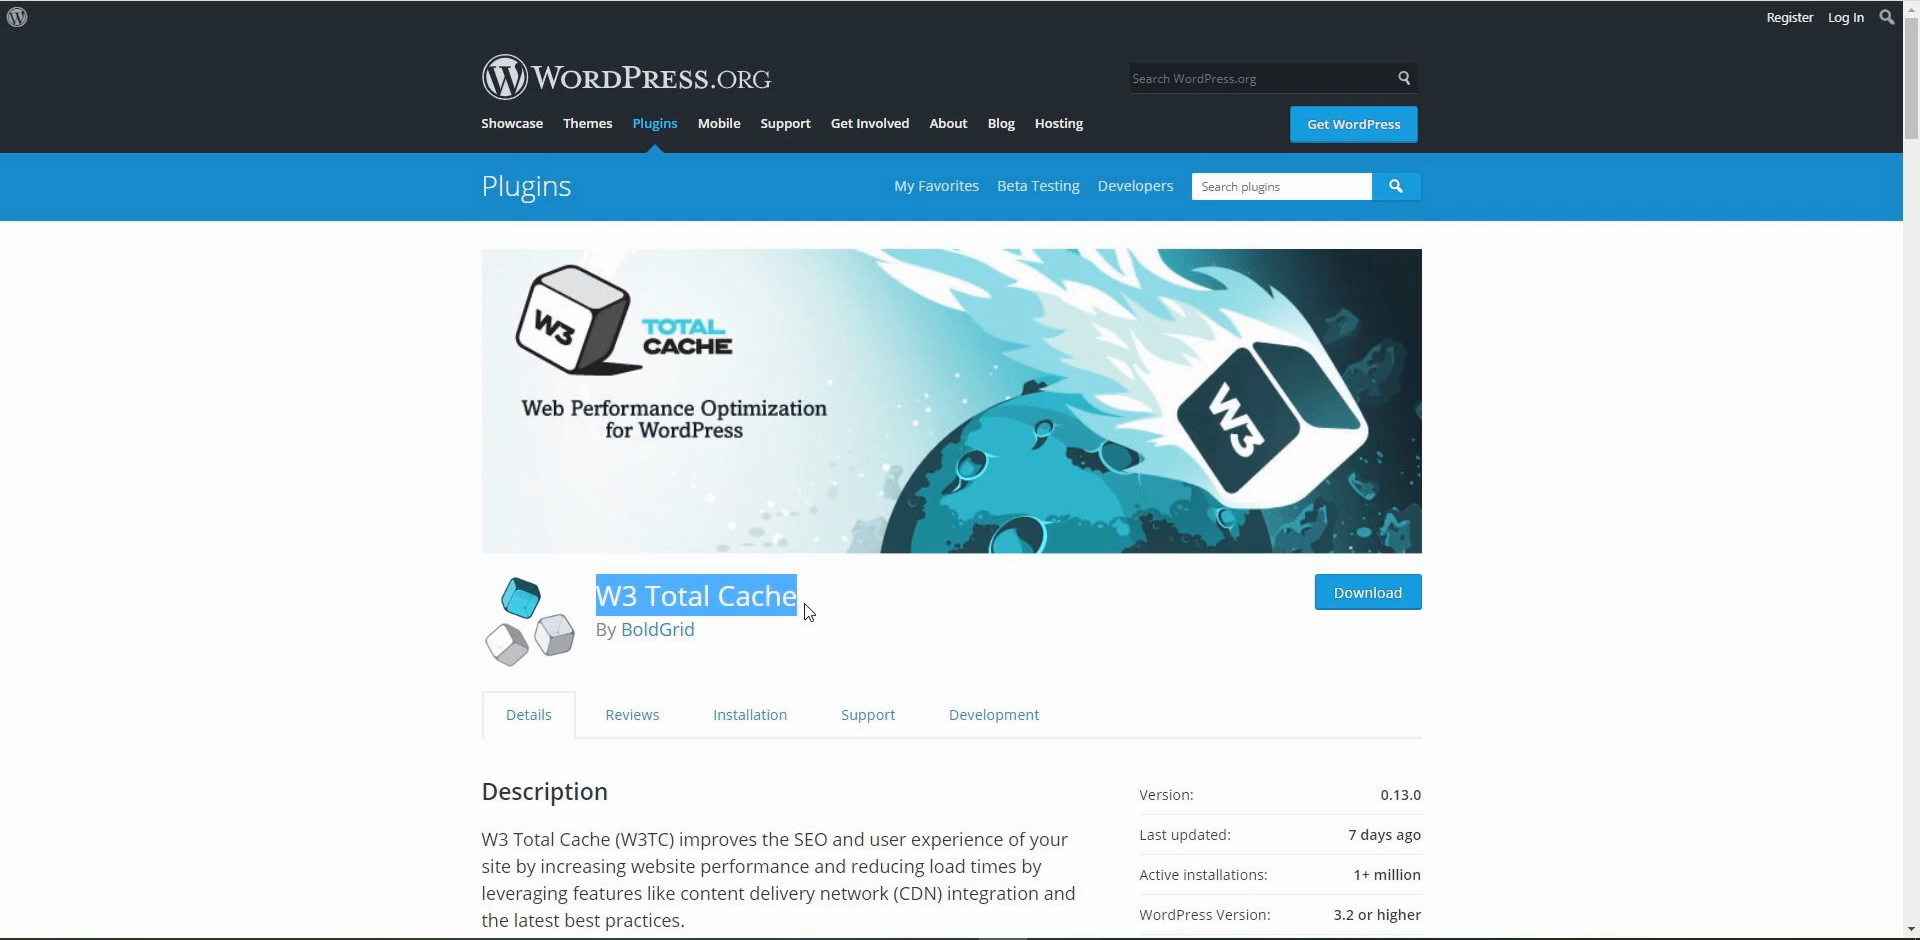 Register Log In
WORDPRESS.ORG
Search WordPress.org
Showcase Themes Plugins Mobile Support Get Involved About Blog Hosting
Get WordPress
Plugins
My Favorites Beta Testing Developers
Search plugins
W3
TOTAL
CACHE
Web Performance Optimization
for WordPress
W3
W3 Total Cache
By BoldGrid
Download
Details Reviews Installation Support Development
Description
W3 Total Cache (W3TC) improves the SEO and user experience of your
site by increasing website performance and reducing load times by
leveraging features like content delivery network (CDN) integration and
the latest best practices.
Version: 0.13.0
Last updated: 7 days ago
Active installations: 1+ million
WordPress Version: 3.2 or higher